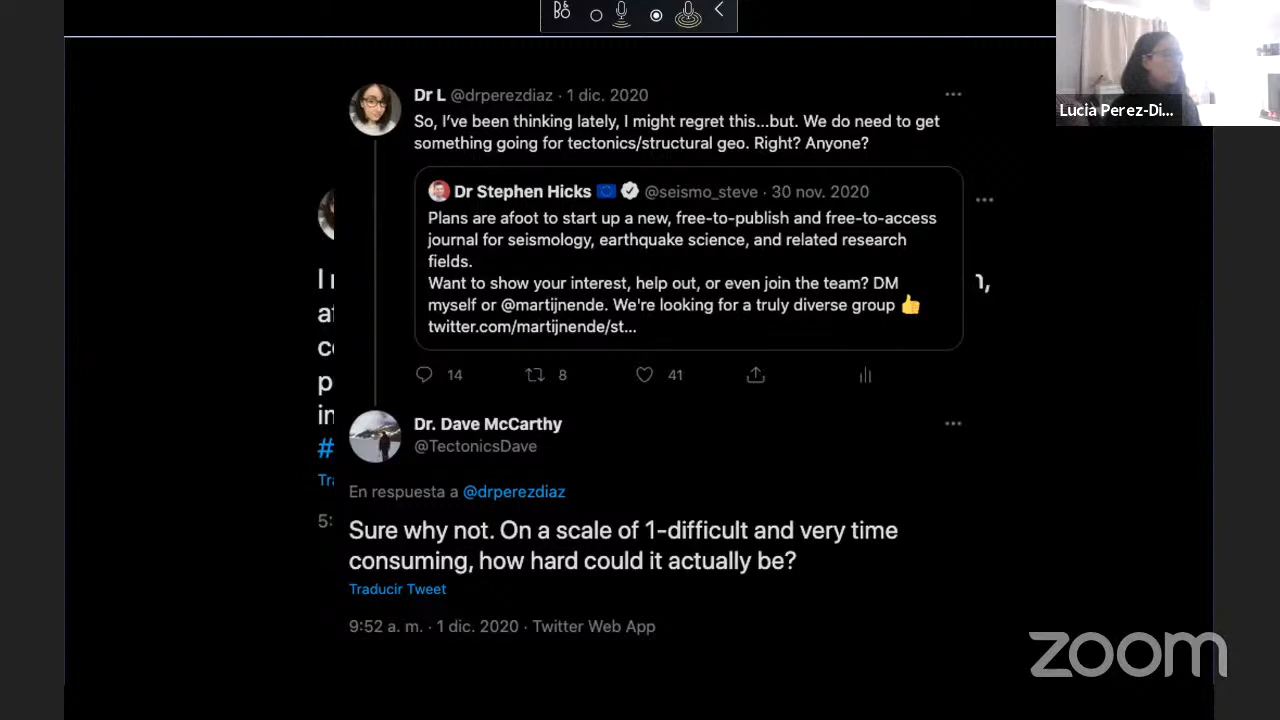 Lucia Perez-Di...
Dr L @drperezdiaz · 1 dic. 2020
So, I've been thinking lately, I might regret this...but. We do need to get
something going for tectonics/structural geo. Right? Anyone?
Dr Stephen Hicks 🇪🇺 @seismo_steve · 30 nov. 2020
Plans are afoot to start up a new, free-to-publish and free-to-access
journal for seismology, earthquake science, and related research
fields.
Want to show your interest, help out, or even join the team? DM
myself or @martijnende. We're looking for a truly diverse group 👍
twitter.com/martijnende/st...
14 8 41
Dr. Dave McCarthy
@TectonicsDave
En respuesta a @drperezdiaz
Sure why not. On a scale of 1-difficult and very time
consuming, how hard could it actually be?
Traducir Tweet
9:52 a. m. · 1 dic. 2020 · Twitter Web App
#
5:
zoom